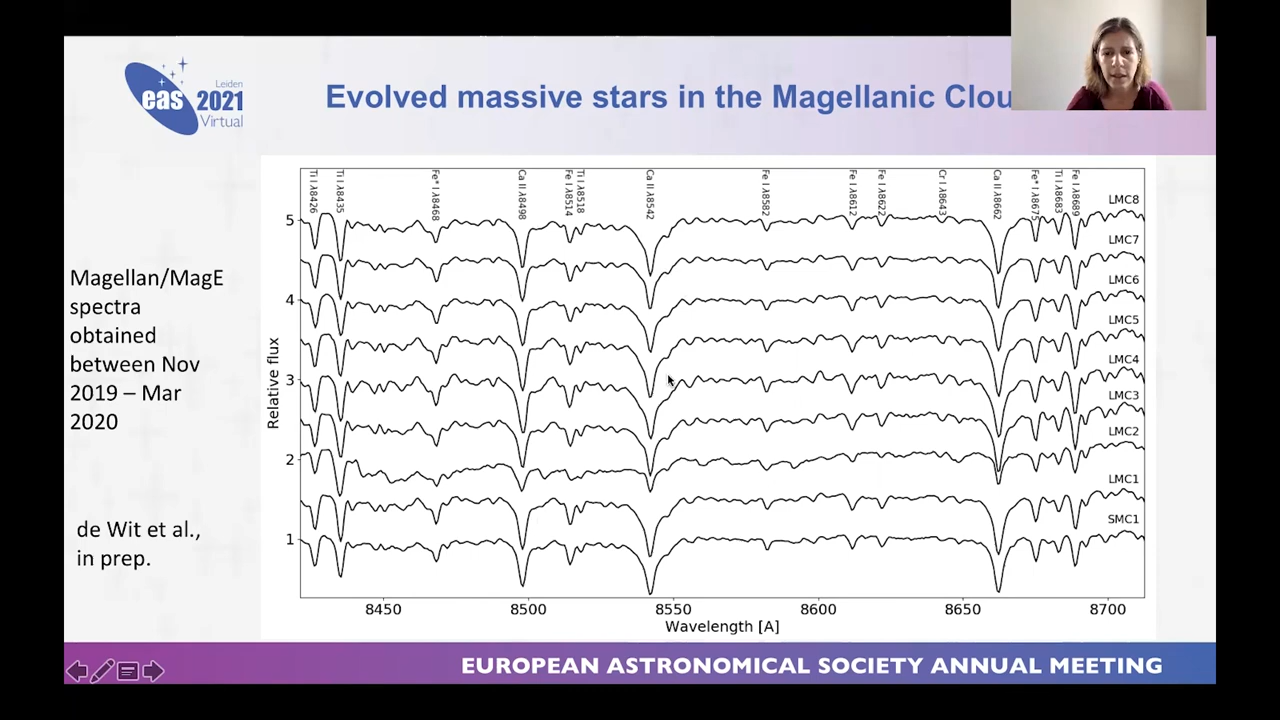 Leiden
eas 2021
Virtual
Evolved massive stars in the Magellanic Clou
Magellan/MagE
spectra
obtained
between Nov
2019 – Mar
2020
de Wit et al.,
in prep.
Ti I λ8426
Ti I λ8435
Fe* I λ8468
Ca II λ8498
Fe I λ8514
Ti I λ8518
Ca II λ8542
Fe I λ8582
Fe I λ8612
Fe I λ8622
Cr I λ8643
Ca II λ8662
Fe* I λ8675
Ti I λ8683
Fe I λ8689
LMC8
LMC7
LMC6
LMC5
LMC4
LMC3
LMC2
LMC1
SMC1
5
4
3
2
1
Relative flux
8450 8500 8550 8600 8650 8700
Wavelength [A]
EUROPEAN ASTRONOMICAL SOCIETY ANNUAL MEETING